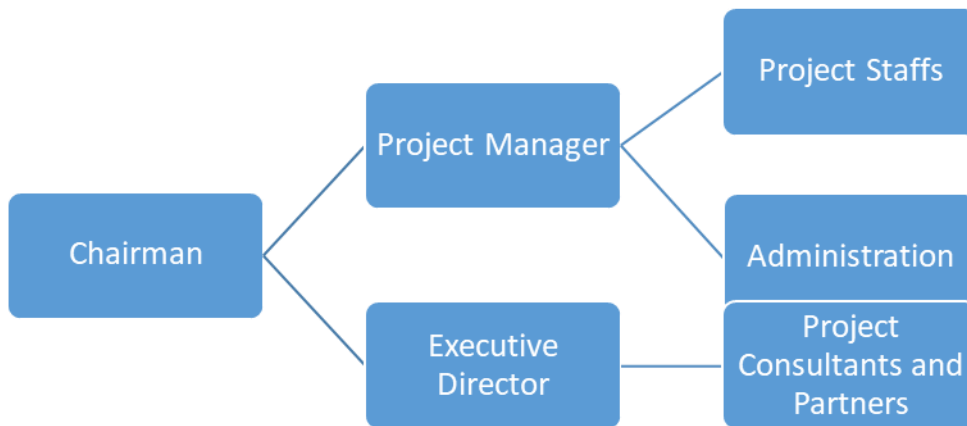 Project Staffs
Project Manager
Chairman
Administration
Executive
Director
Project
Consultants and
Partners